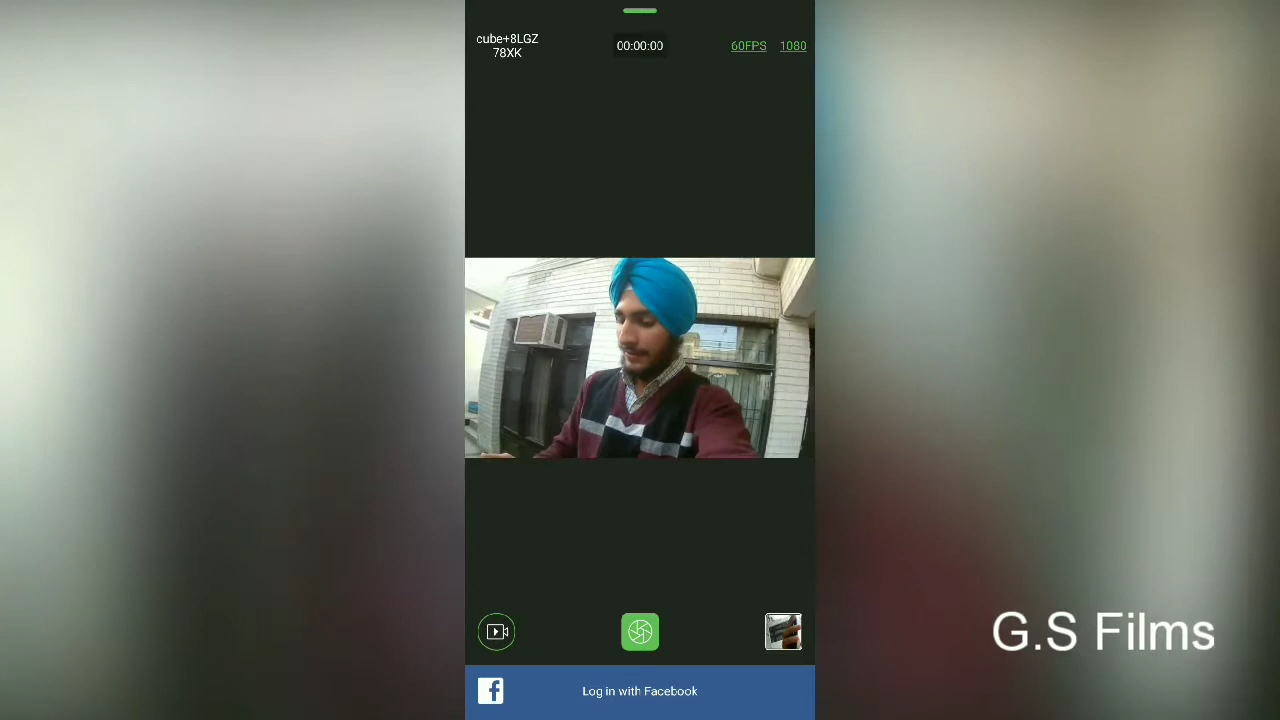 cube+8LGZ
78XK
00:00:00
60FPS
1080
Log in with Facebook
G.S Films